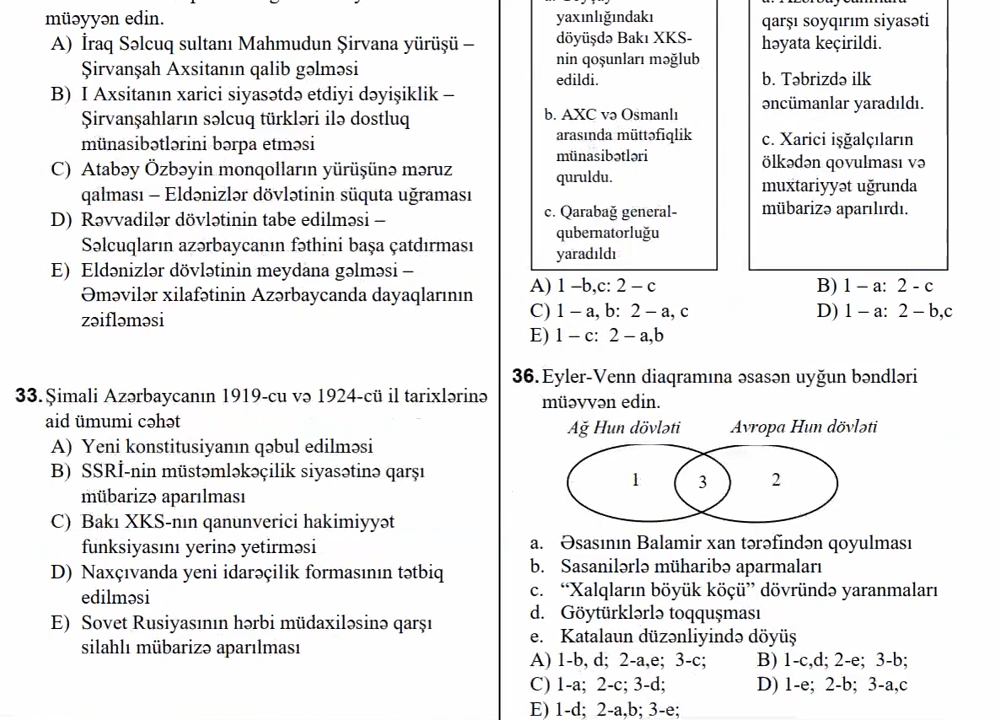 müəyyən edin.
A) İraq Səlcuq sultanı Mahmudun Şirvana yürüşü –
Şirvanşah Axsitanın qalib gəlməsi
B) I Axsitanın xarici siyasətdə etdiyi dəyişiklik –
Şirvanşahların səlcuq türkləri ilə dostluq
münasibətlərini bərpa etməsi
C) Atabəy Özbəyin monqolların yürüşünə məruz
qalması – Eldənizlər dövlətinin süquta uğraması
D) Rəvvadilər dövlətinin tabe edilməsi –
Səlcuqların azərbaycanın fəthini başa çatdırması
E) Eldənizlər dövlətinin meydana gəlməsi –
Əməvilər xilafətinin Azərbaycanda dayaqlarının
zəifləməsi
33. Şimali Azərbaycanın 1919-cu və 1924-cü il tarixlərinə
aid ümumi cəhət
A) Yeni konstitusiyanın qəbul edilməsi
B) SSRİ-nin müstəmləkəçilik siyasətinə qarşı
mübarizə aparılması
C) Bakı XKS-nın qanunverici hakimiyyət
funksiyasını yerinə yetirməsi
D) Naxçıvanda yeni idarəçilik formasının tətbiq
edilməsi
E) Sovet Rusiyasının hərbi müdaxiləsinə qarşı
silahlı mübarizə aparılması
yaxınlığındakı
döyüşdə Bakı XKS-
nin qoşunları məğlub
edildi.
b. AXC və Osmanlı
arasında müttəfiqlik
münasibətləri
quruldu.
c. Qarabağ general-
qubernatorluğu
yaradıldı
qarşı soyqırım siyasəti
həyata keçirildi.
b. Təbrizdə ilk
əncümanlar yaradıldı.
c. Xarici işğalçıların
ölkədən qovulması və
muxtariyyət uğrunda
mübarizə aparılırdı.
A) 1 –b,c: 2 – c B) 1 – a: 2 - c
C) 1 – a, b: 2 – a, c D) 1 – a: 2 – b,c
E) 1 – c: 2 – a,b
36. Eyler-Venn diaqramına əsasən uyğun bəndləri
müəyyən edin.
Ağ Hun dövləti Avropa Hun dövləti
1 3 2
a. Əsasının Balamir xan tərəfindən qoyulması
b. Sasanilərlə müharibə aparmaları
c. “Xalqların böyük köçü” dövründə yaranmaları
d. Göytürklərlə toqquşması
e. Katalaun düzənliyində döyüş
A) 1-b, d; 2-a,e; 3-c; B) 1-c,d; 2-e; 3-b;
C) 1-a; 2-c; 3-d; D) 1-e; 2-b; 3-a,c
E) 1-d; 2-a,b; 3-e;